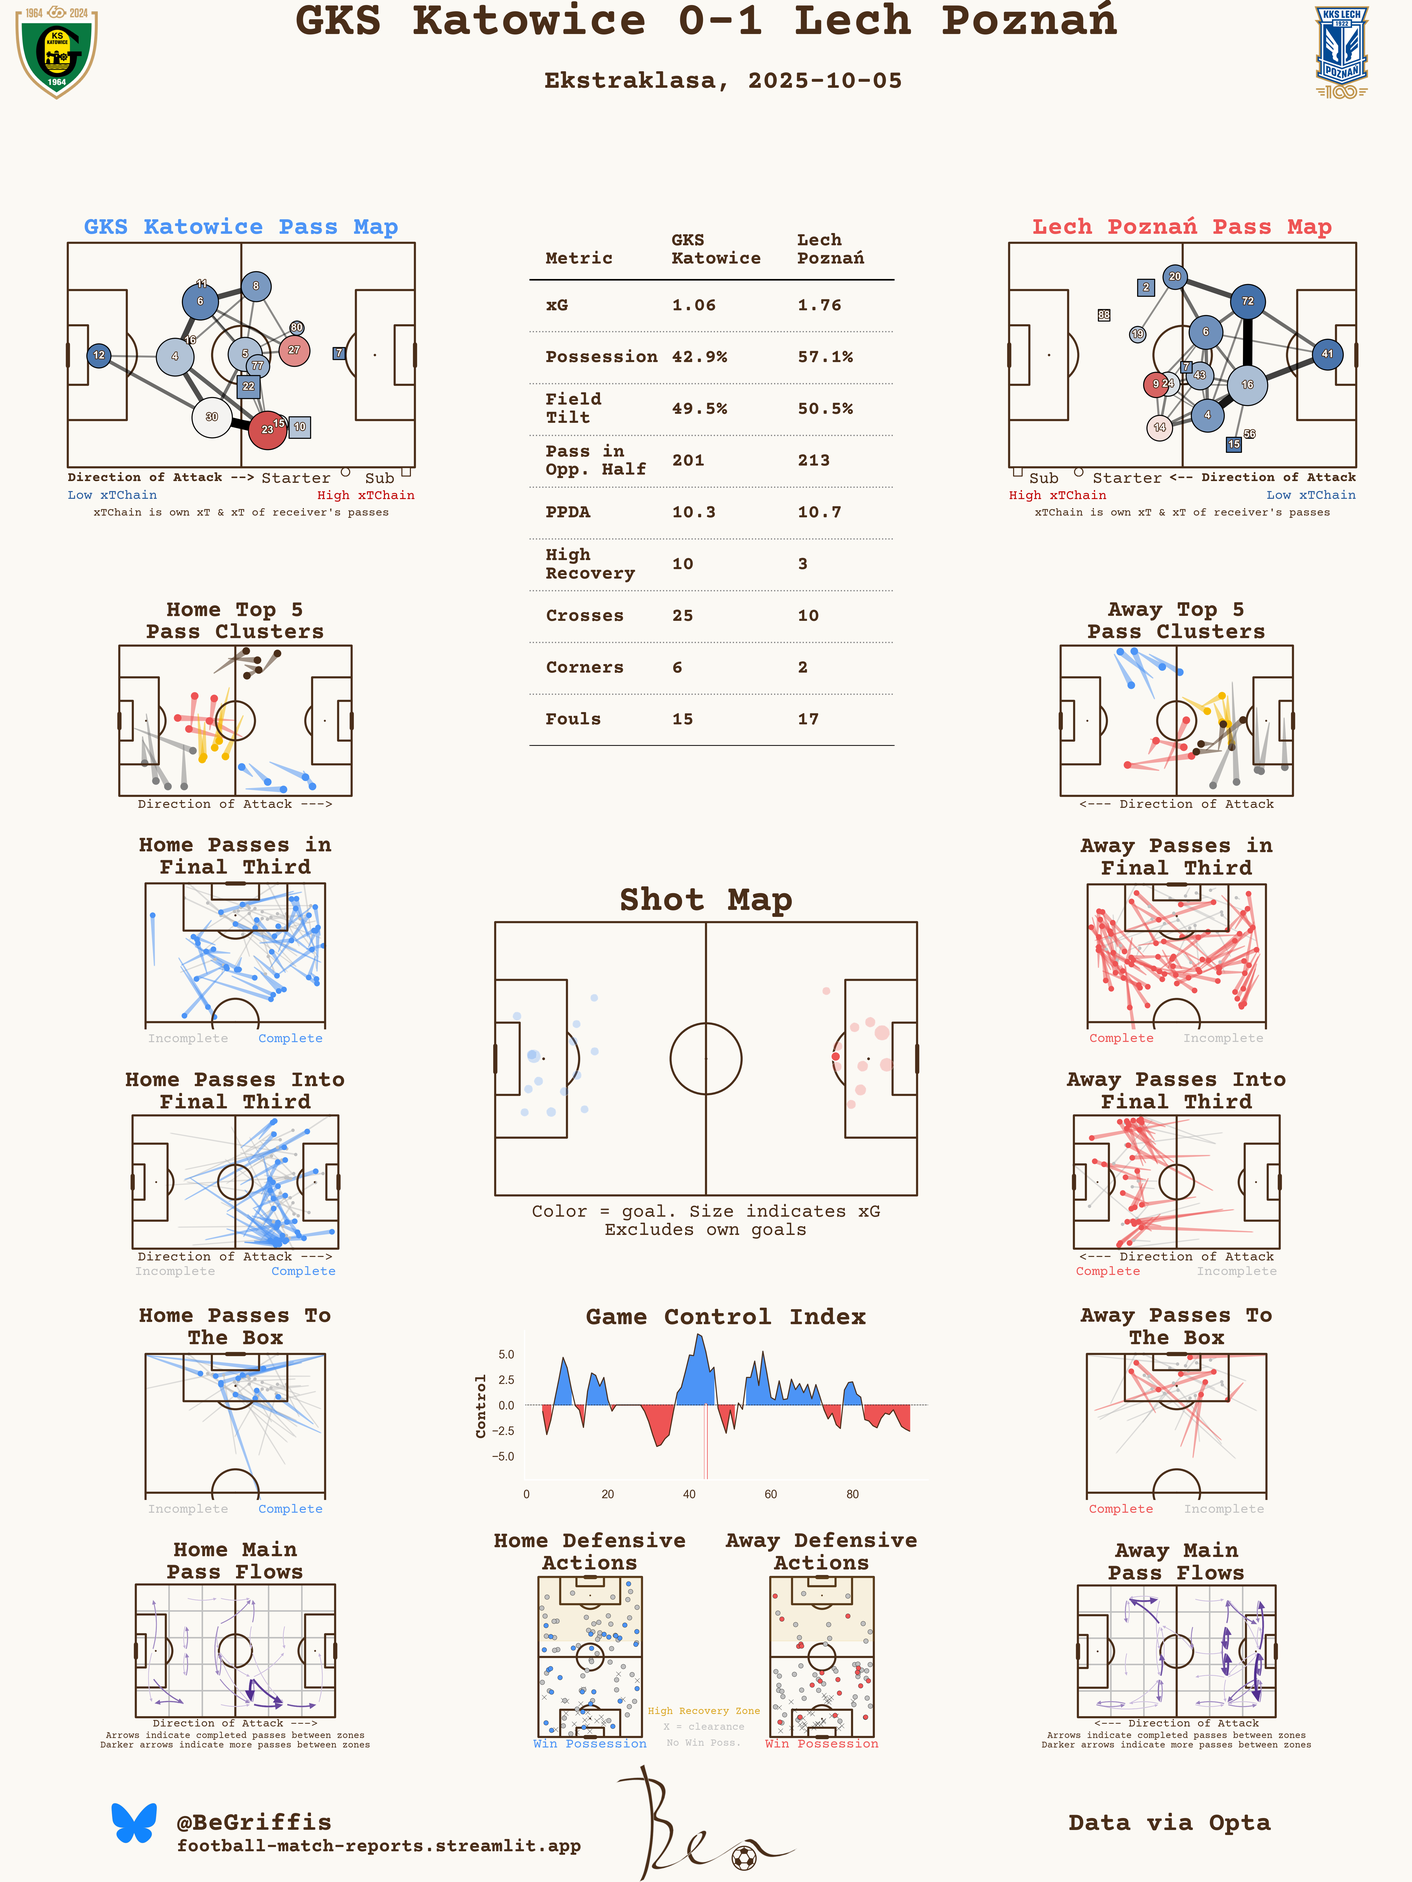 GKS Katowice 0-1 Lech Poznań
Ekstraklasa, 2025-10-05
1964 2024
KS
KATOWICE
1964
KKS LECH
1922
POZNAŃ
100
GKS Katowice Pass Map
11
8
6
16
80
12
4
5
27
7
77
22
30
23
15
10
Direction of Attack --> Starter Sub
Low xTChain High xTChain
xTChain is own xT & xT of receiver's passes
Metric GKS Katowice Lech Poznań
xG 1.06 1.76
Possession 42.9% 57.1%
Field Tilt 49.5% 50.5%
Pass in Opp. Half 201 213
PPDA 10.3 10.7
High Recovery 10 3
Crosses 25 10
Corners 6 2
Fouls 15 17
Lech Poznań Pass Map
20
2
72
88
19
6
41
7
43
9
24
16
14
4
56
15
Sub Starter <-- Direction of Attack
High xTChain Low xTChain
xTChain is own xT & xT of receiver's passes
Home Top 5
Pass Clusters
Direction of Attack --->
Away Top 5
Pass Clusters
<--- Direction of Attack
Home Passes in
Final Third
Incomplete Complete
Away Passes in
Final Third
Complete Incomplete
Shot Map
Color = goal. Size indicates xG
Excludes own goals
Home Passes Into
Final Third
Direction of Attack --->
Incomplete Complete
Away Passes Into
Final Third
<--- Direction of Attack
Complete Incomplete
Home Passes To
The Box
Incomplete Complete
Game Control Index
Control
5.0
2.5
0.0
−2.5
−5.0
0 20 40 60 80
Away Passes To
The Box
Complete Incomplete
Home Main
Pass Flows
Direction of Attack --->
Arrows indicate completed passes between zones
Darker arrows indicate more passes between zones
Home Defensive
Actions
Win Possession
High Recovery Zone
X = clearance
No Win Poss.
Away Defensive
Actions
Win Possession
Away Main
Pass Flows
<--- Direction of Attack
Arrows indicate completed passes between zones
Darker arrows indicate more passes between zones
@BeGriffis
football-match-reports.streamlit.app
Ben
Data via Opta